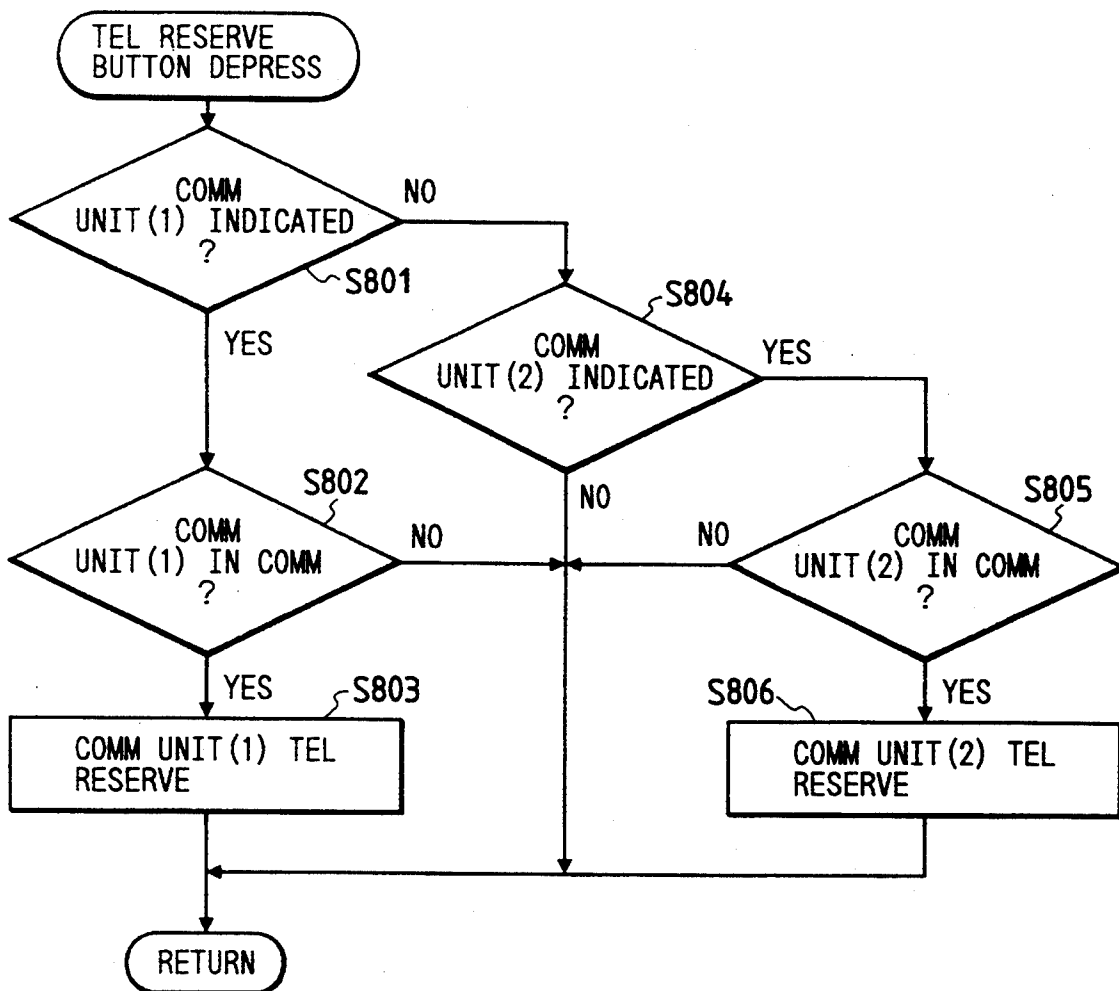 TEL RESERVE
BUTTON DEPRESS
COMM
UNIT(1) INDICATED
?
NO
S801
YES
S804
COMM
UNIT(2) INDICATED
?
YES
NO
S802
COMM
UNIT(1) IN COMM
?
NO
YES
S805
COMM
UNIT(2) IN COMM
?
NO
YES
S803
COMM UNIT(1) TEL
RESERVE
S806
COMM UNIT(2) TEL
RESERVE
RETURN